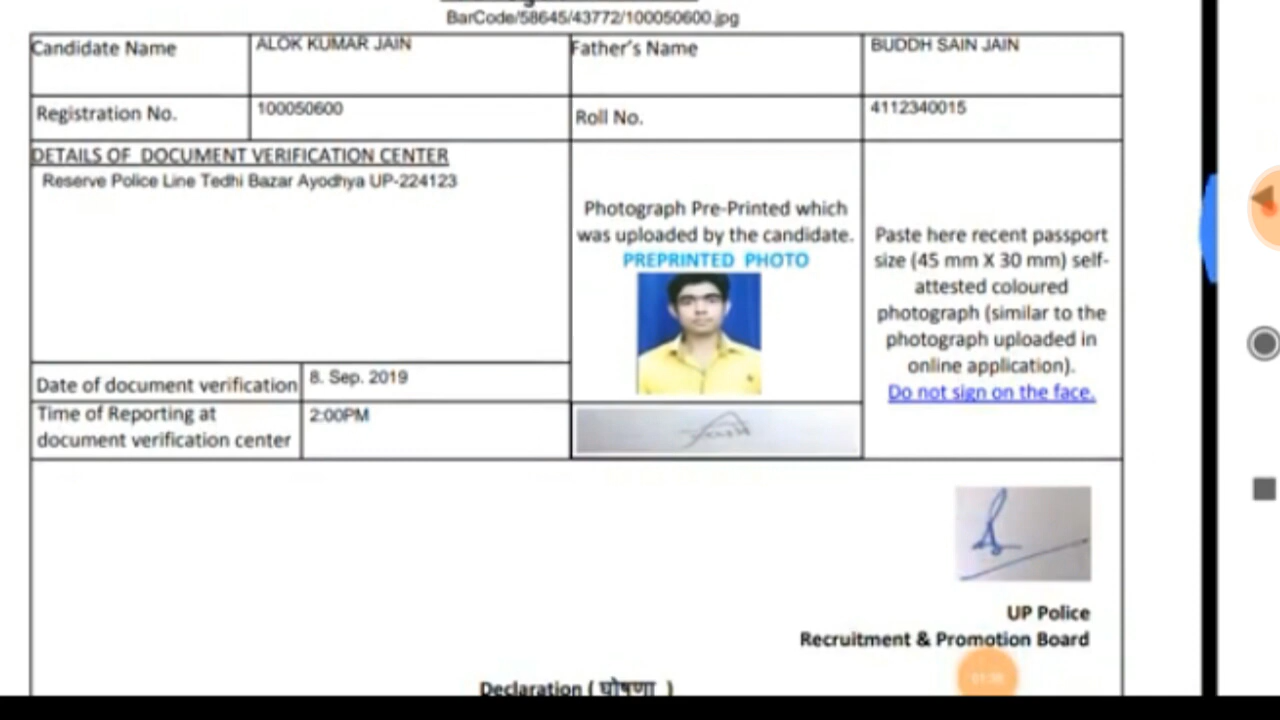 BarCode/58645/43772/100050600.jpg
Candidate Name
ALOK KUMAR JAIN
Father's Name
BUDDH SAIN JAIN
Registration No.
100050600
Roll No.
4112340015
DETAILS OF DOCUMENT VERIFICATION CENTER
Reserve Police Line Tedhi Bazar Ayodhya UP-224123
Photograph Pre-Printed which
was uploaded by the candidate.
PREPRINTED PHOTO
Paste here recent passport
size (45 mm X 30 mm) self-
attested coloured
photograph (similar to the
photograph uploaded in
online application).
Do not sign on the face.
Date of document verification
8. Sep. 2019
Time of Reporting at
document verification center
2:00PM
UP Police
Recruitment & Promotion Board
Declaration ( घोषणा )